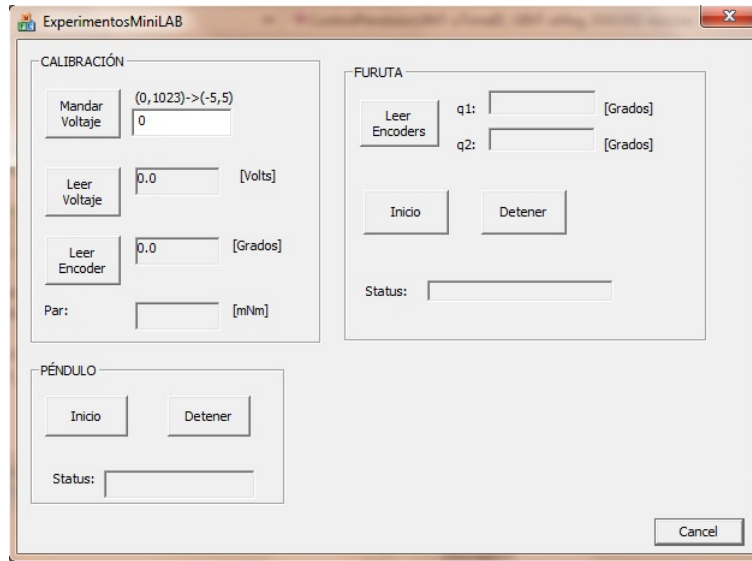 ExperimentosMiniLAB
CALIBRACIÓN
Mandar
Voltaje
(0,1023)->(-5,5)
0
Leer
Voltaje
0.0
[Volts]
Leer
Encoder
0.0
[Grados]
Par:
[mNm]
FURUTA
Leer
Encoders
q1:
[Grados]
q2:
[Grados]
Inicio
Detener
Status:
PÉNDULO
Inicio
Detener
Status:
Cancel